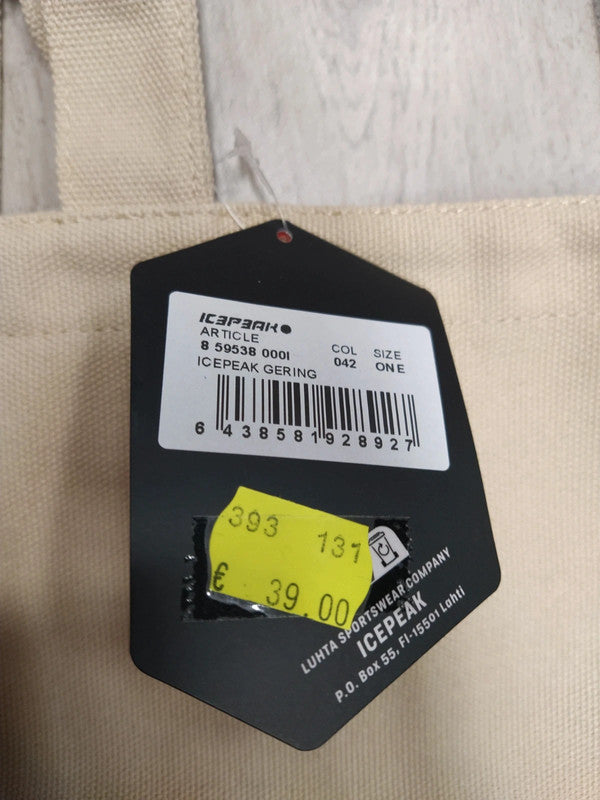 ICEPEAK
ARTICLE
8 59538 000I
COL
042
SIZE
ONE
ICEPEAK GERING
6 438581 928927
393 131
€ 39.00
LUHTA SPORTSWEAR COMPANY
ICEPEAK
P.O. Box 55, FI-15501 Lahti